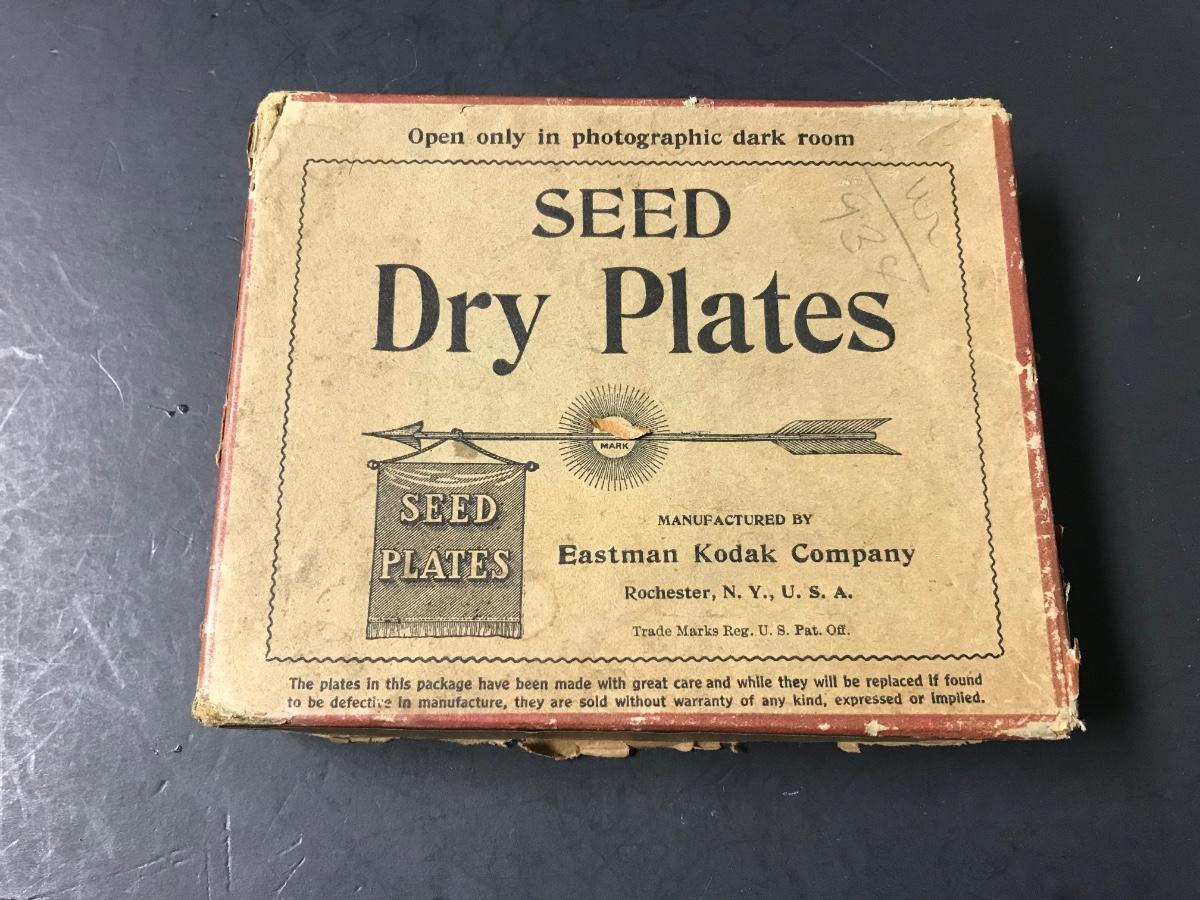 Open only in photographic dark room
SEED
Dry Plates
MARK
SEED
PLATES
MANUFACTURED BY
Eastman Kodak Company
Rochester, N. Y., U. S. A.
Trade Marks Reg. U. S. Pat. Off.
The plates in this package have been made with great care and while they will be replaced if found
to be defective in manufacture, they are sold without warranty of any kind, expressed or implied.